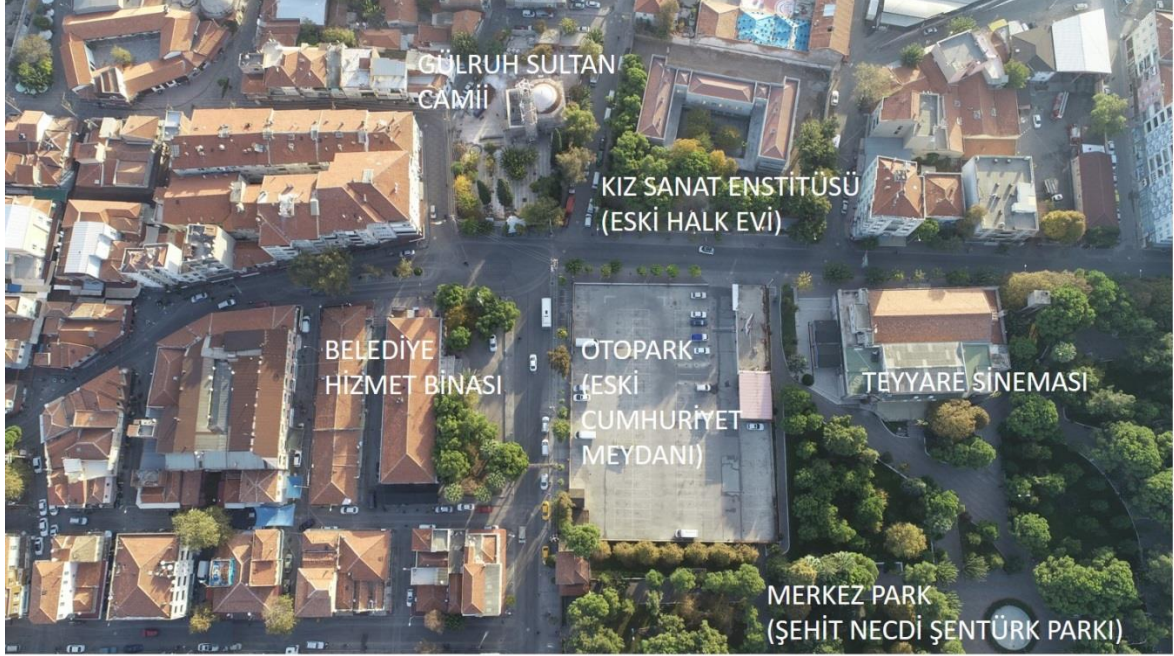 GÜLRUH SULTAN
CAMİİ
KIZ SANAT ENSTİTÜSÜ
(ESKİ HALK EVİ)
BELEDİYE
HİZMET BİNASI
OTOPARK
(ESKİ
CUMHURİYET
MEYDANI)
TEYYARE SİNEMASI
MERKEZ PARK
(ŞEHİT NECDİ ŞENTÜRK PARKI)